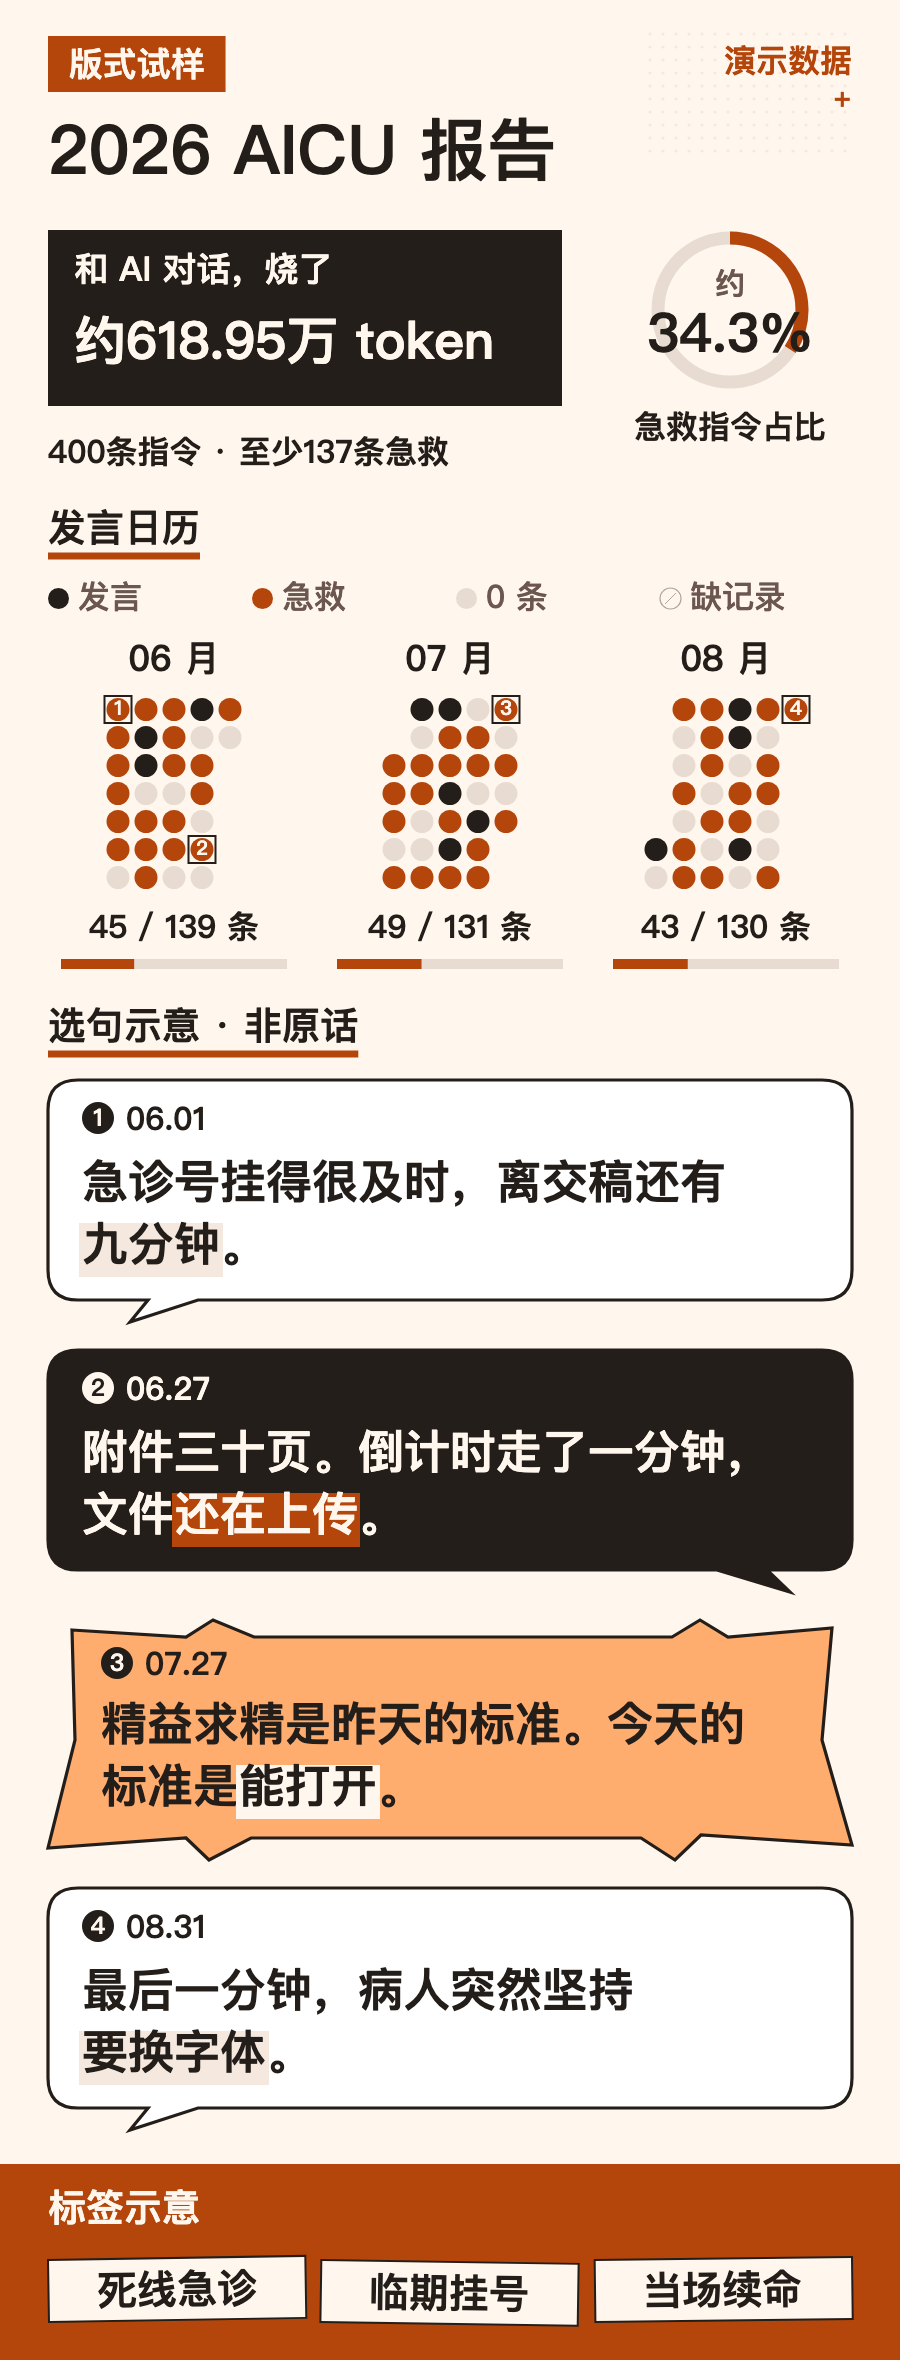 版式试样
演示数据
+
2026 AICU 报告
和 AI 对话，烧了
约618.95万 token
约
34.3%
急救指令占比
400条指令 · 至少137条急救
发言日历
发言
急救
0 条
缺记录
06 月
07 月
08 月
1
3
4
2
45 / 139 条
49 / 131 条
43 / 130 条
选句示意 · 非原话
1 06.01
急诊号挂得很及时，离交稿还有
九分钟。
2 06.27
附件三十页。倒计时走了一分钟，
文件还在上传。
3 07.27
精益求精是昨天的标准。今天的
标准是能打开。
4 08.31
最后一分钟，病人突然坚持
要换字体。
标签示意
死线急诊
临期挂号
当场续命